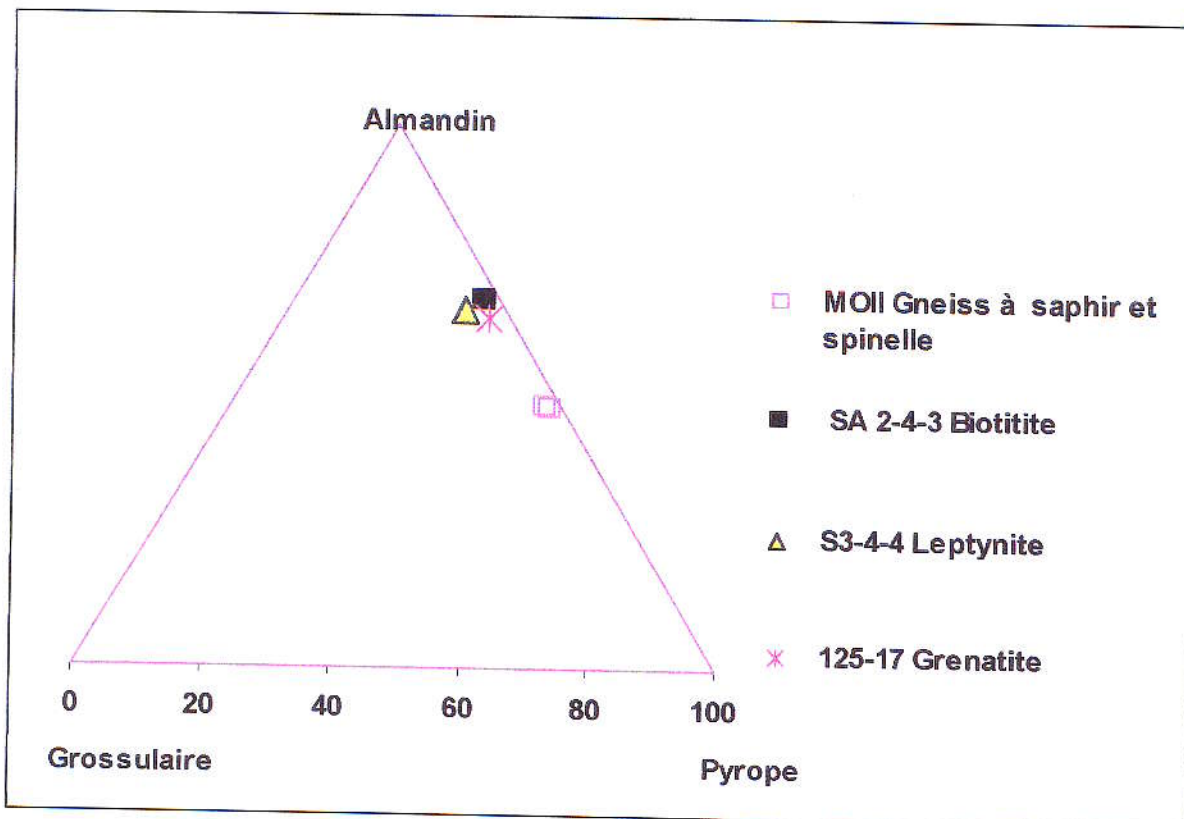 Almandin
MOII Gneiss à saphir et
spinelle
SA 2-4-3 Biotitite
S3-4-4 Leptynite
125-17 Grenatite
0 20 40 60 80 100
Grossulaire Pyrope